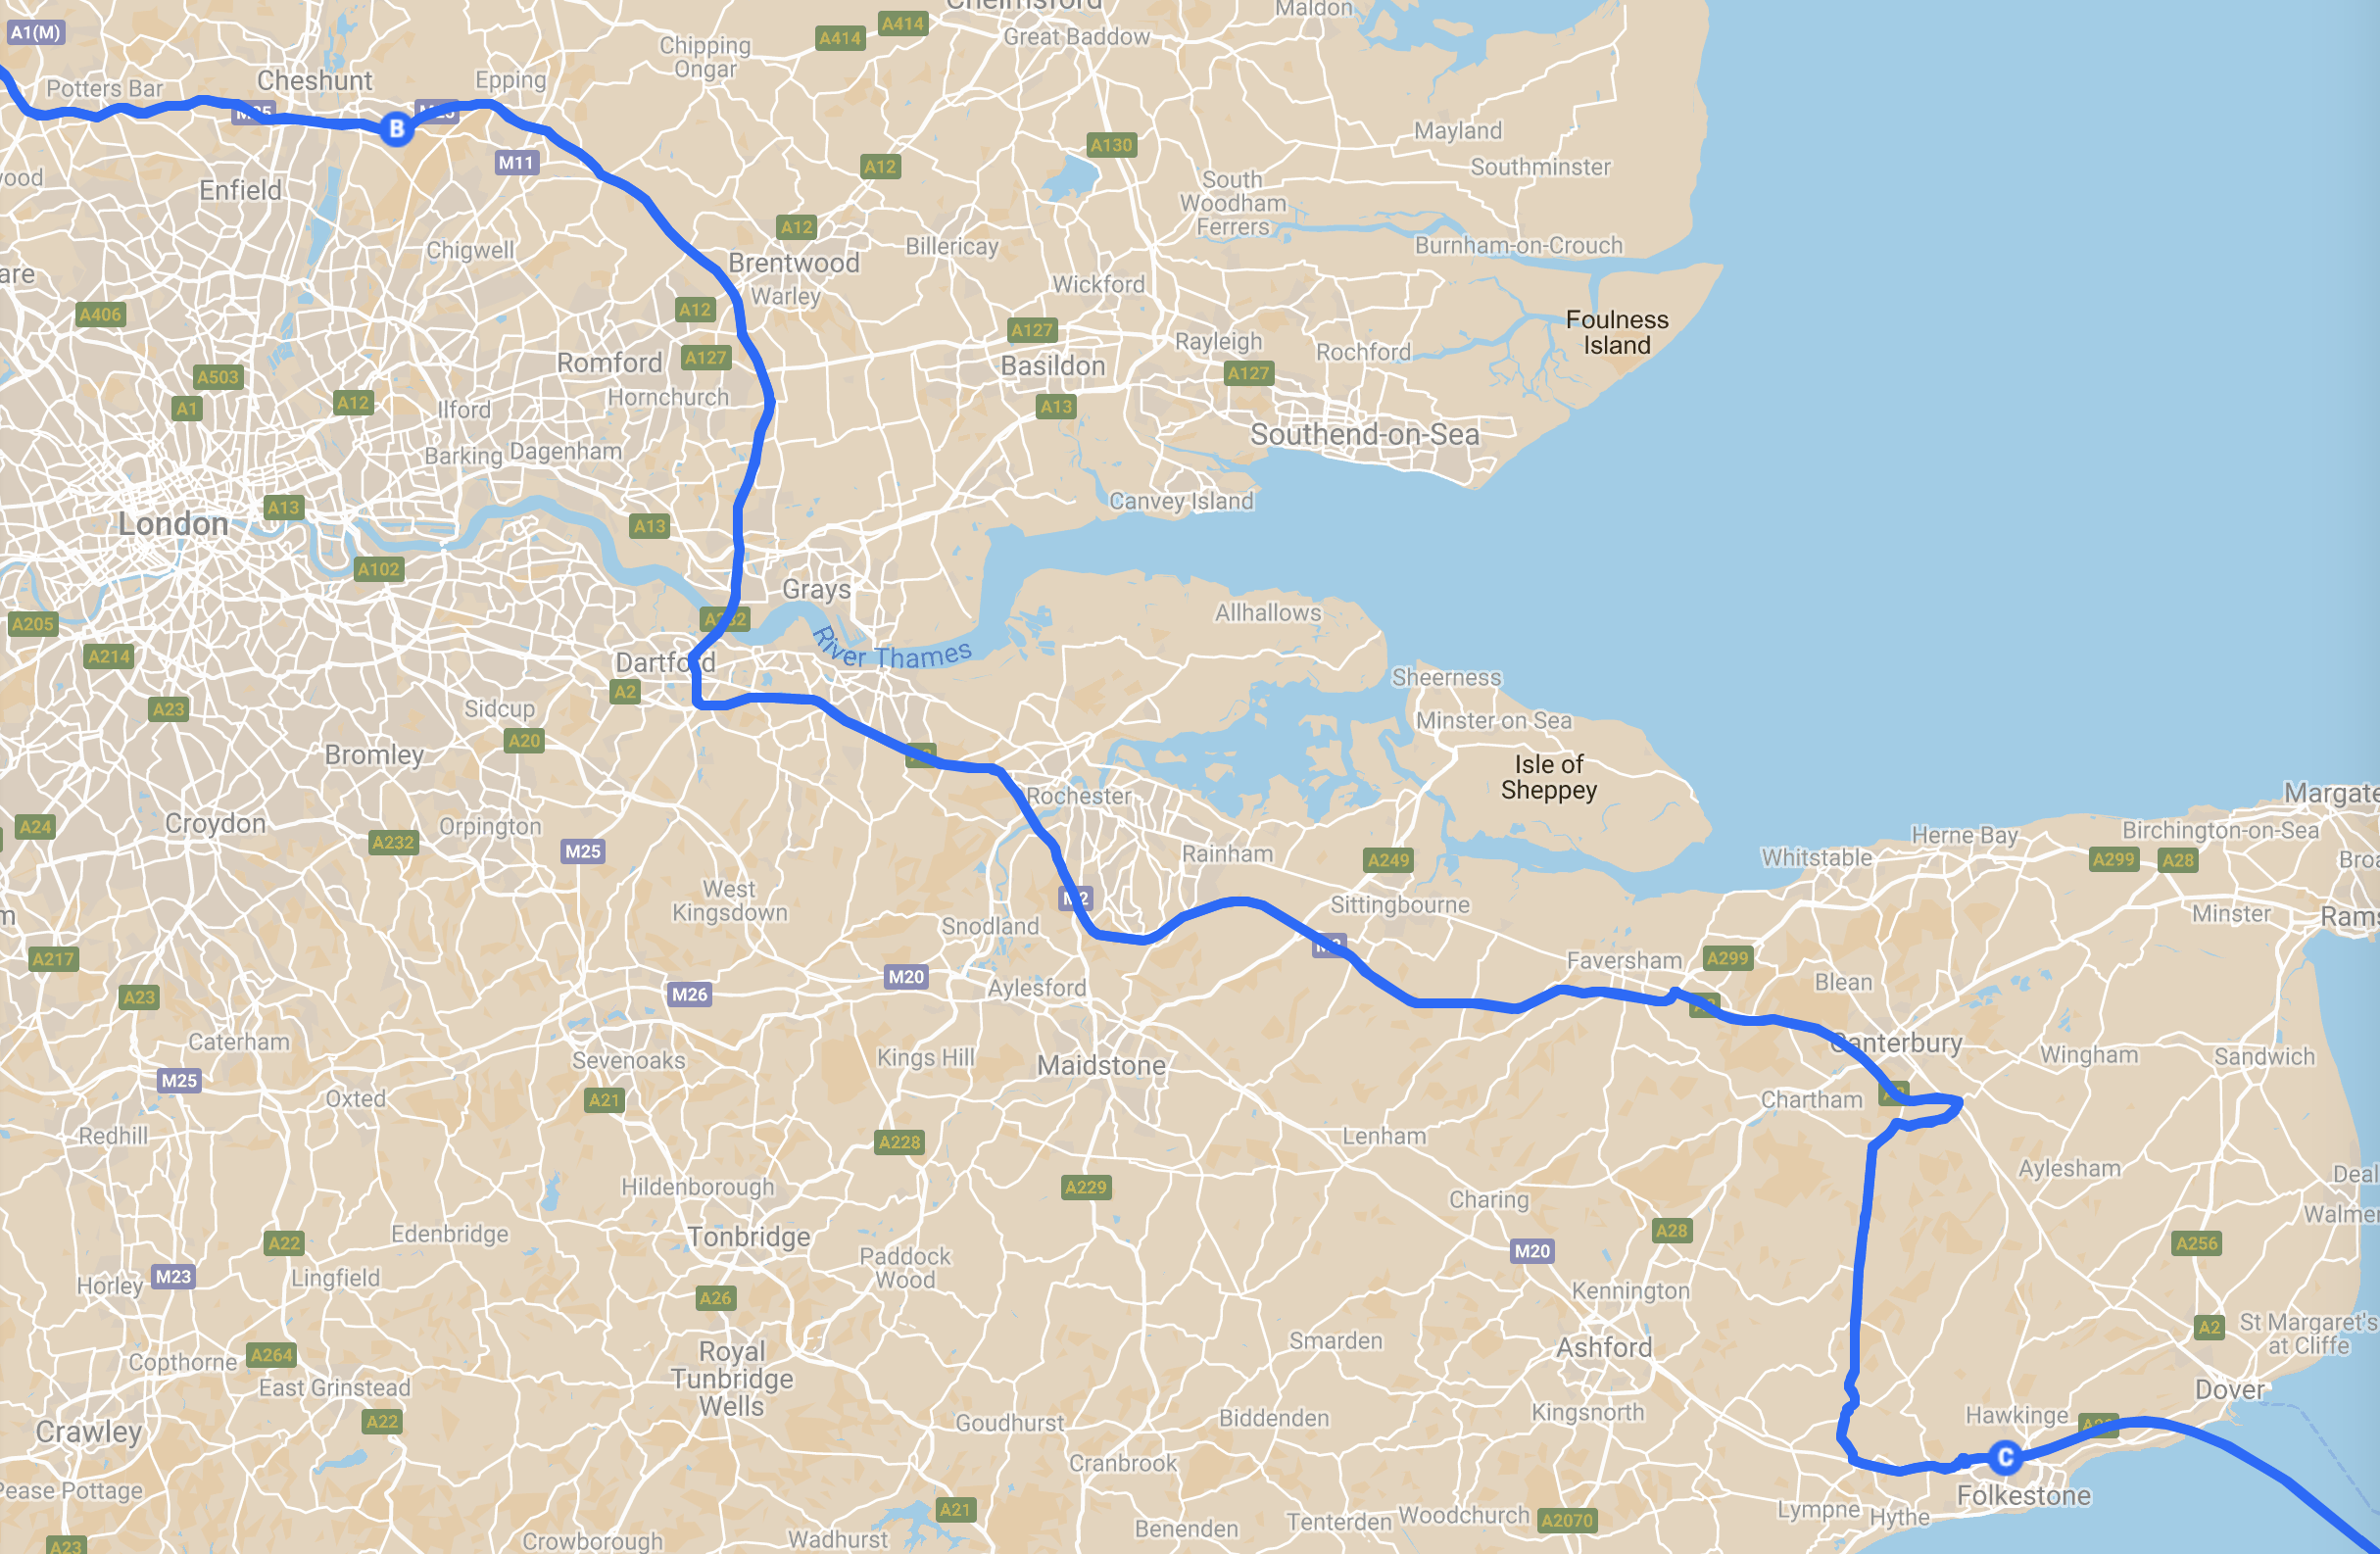 Chelmsford
Maldon
A1(M)
A414
A414
Great Baddow
Chipping
Ongar
Potters Bar
Cheshunt
Epping
B
M11
A130
A12
Mayland
Southminster
Enfield
South
Woodham
Ferrers
A12
Chigwell
Billericay
Burnham-on-Crouch
Brentwood
Warley
Wickford
A406
A12
A127
Foulness
Island
Rayleigh
Rochford
Romford
A127
Basildon
A127
A503
A1
A12
Ilford
Hornchurch
A13
Southend-on-Sea
Barking
Dagenham
Canvey Island
London
A13
A13
A102
Grays
Allhallows
A205
A214
River Thames
Dartford
A2
Sheerness
A23
Sidcup
Minster on Sea
A20
Bromley
Isle of
Sheppey
Rochester
Margate
A24
Croydon
Orpington
A232
M25
Rainham
A249
Whitstable
Herne Bay
Birchington-on-Sea
A299
A28
West
Kingsdown
Snodland
Sittingbourne
Minster
A217
M26
M20
Aylesford
Faversham
A299
Blean
A23
Caterham
Sevenoaks
Kings Hill
Maidstone
Canterbury
Wingham
Sandwich
M25
Oxted
A21
Chartham
Redhill
A228
Lenham
Aylesham
Deal
Hildenborough
A229
Charing
Edenbridge
A22
Tonbridge
A28
A256
M20
Paddock
Wood
Horley
M23
Lingfield
A26
Kennington
A2
St Margaret's
at Cliffe
Smarden
Ashford
Copthorne
A264
Royal
Tunbridge
Wells
East Grinstead
Dover
Crawley
A22
Goudhurst
Biddenden
Kingsnorth
Hawkinge
C
Cranbrook
Pease Pottage
Folkestone
A21
Lympne
Hythe
Crowborough
Wadhurst
Benenden
Tenterden
Woodchurch
A2070
A23